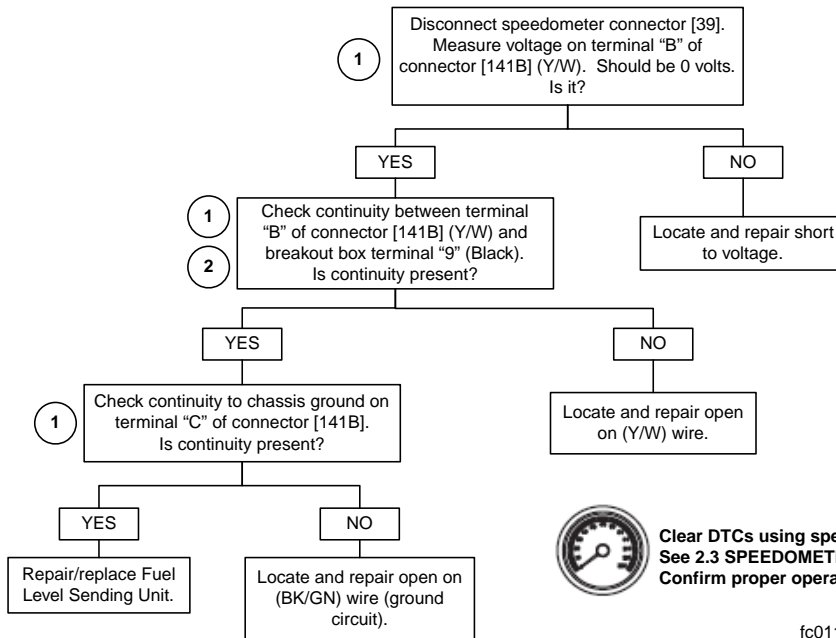 Disconnect speedometer connector [39].
Measure voltage on terminal “B” of
connector [141B] (Y/W).  Should be 0 volts.
Is it?
1
YES
NO
1
2
Check continuity between terminal
“B” of connector [141B] (Y/W) and
breakout box terminal “9” (Black).
Is continuity present?
Locate and repair short
to voltage.
YES
NO
1
Check continuity to chassis ground on
terminal “C” of connector [141B].
Is continuity present?
Locate and repair open
on (Y/W) wire.
YES
NO
Repair/replace Fuel
Level Sending Unit.
Locate and repair open on
(BK/GN) wire (ground
circuit).
Clear DTCs using
See 2.3
Confirm proper